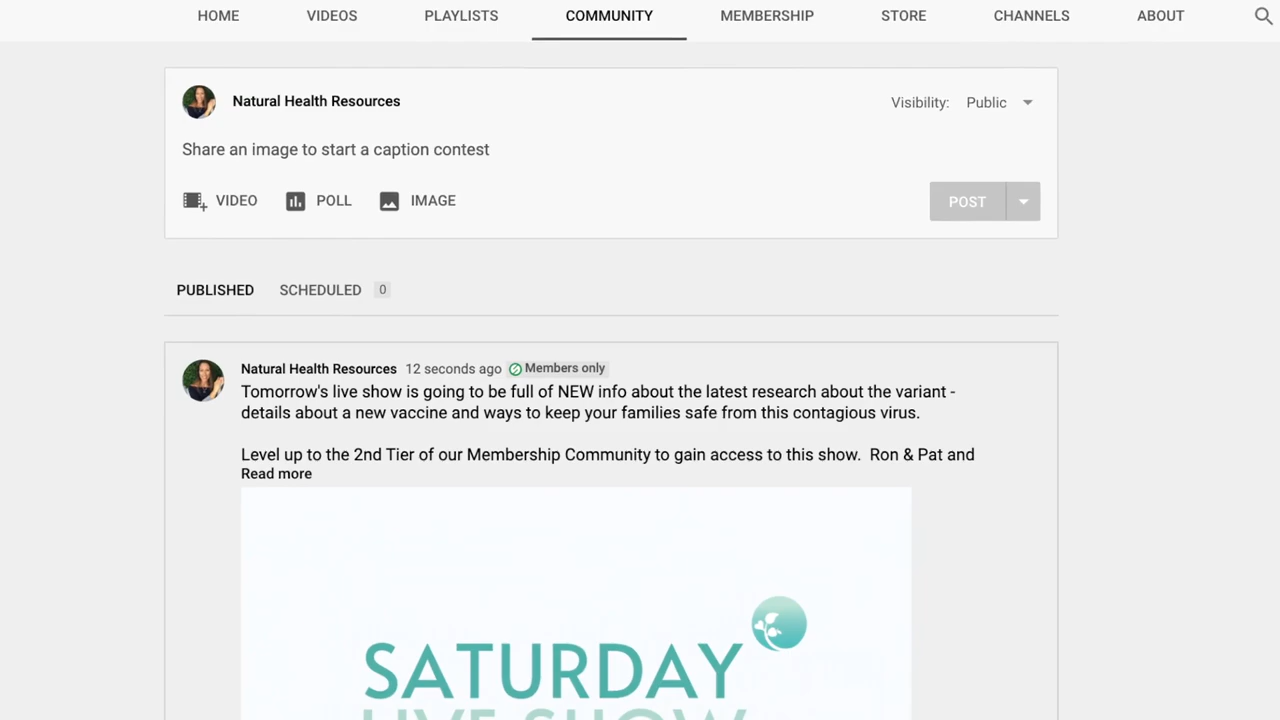 HOME VIDEOS PLAYLISTS COMMUNITY MEMBERSHIP STORE CHANNELS ABOUT
Natural Health Resources
Visibility: Public
Share an image to start a caption contest
VIDEO POLL IMAGE
POST
PUBLISHED SCHEDULED 0
Natural Health Resources 12 seconds ago Members only
Tomorrow's live show is going to be full of NEW info about the latest research about the variant -
details about a new vaccine and ways to keep your families safe from this contagious virus.
Level up to the 2nd Tier of our Membership Community to gain access to this show. Ron & Pat and
Read more
SATURDAY
LIVE SHOW